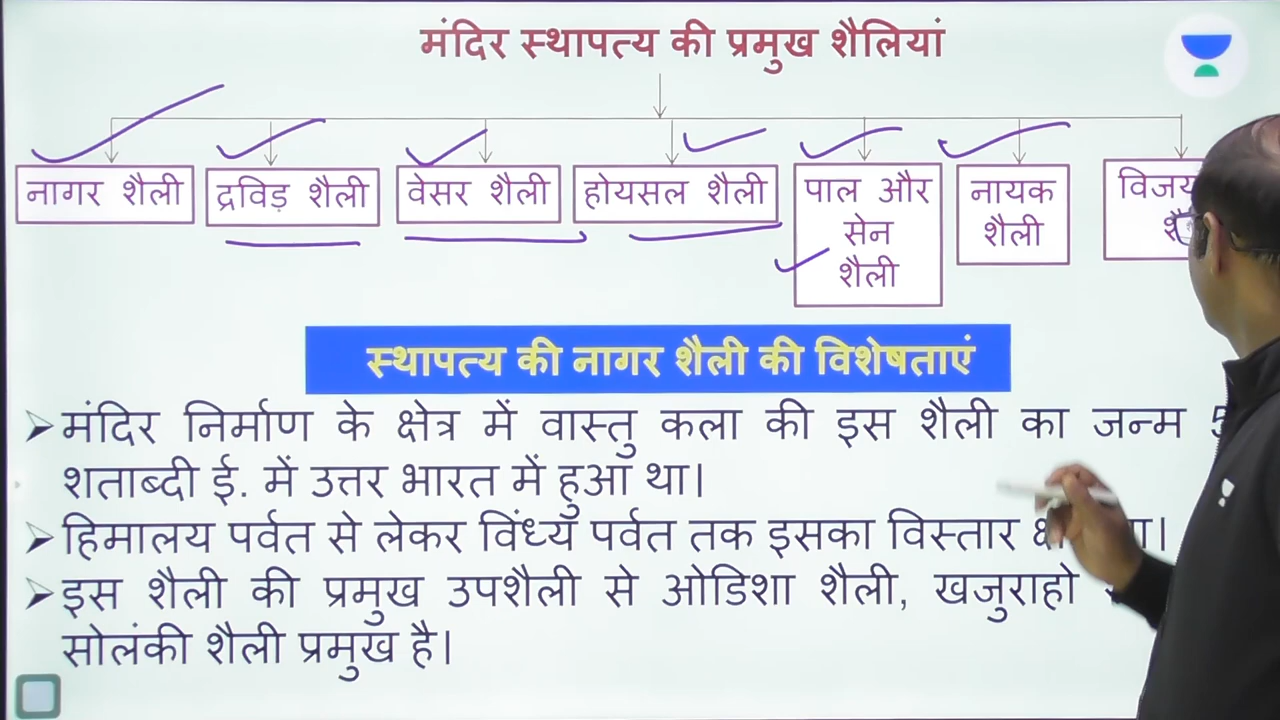 मंदिर स्थापत्य की प्रमुख शैलियां
नागर शैली
द्रविड़ शैली
वेसर शैली
होयसल शैली
पाल और
सेन
शैली
नायक
शैली
स्थापत्य की नागर शैली की विशेषताएं
मंदिर निर्माण के क्षेत्र में वास्तु कला की इस शैली का जन्म
शताब्दी ई. में उत्तर भारत में हुआ था।
हिमालय पर्वत से लेकर विंध्य पर्वत तक इसका विस्तार
इस शैली की प्रमुख उपशैली से ओडिशा शैली, खजुराहो
सोलंकी शैली प्रमुख है।